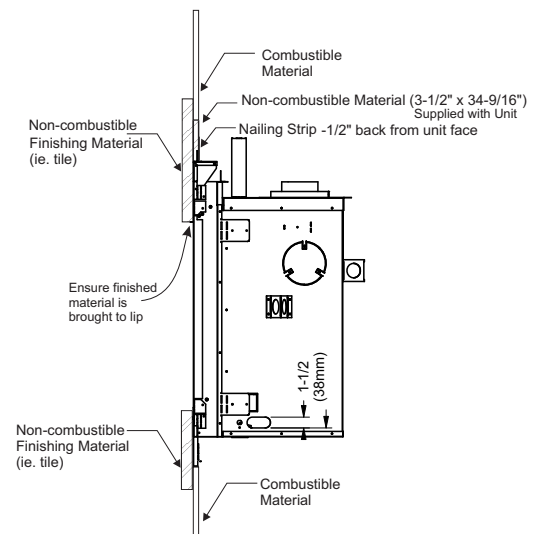 Combustible
Material
Non-combustible Material (3-1/2" x 34-9/16")
Supplied with Unit
Nailing Strip -1/2" back from unit face
Non-combustible
Finishing Material
(ie. tile)
Ensure finished
material is
brought to lip
1-1/2
(38mm)
Non-combustible
Finishing Material
(ie. tile)
Combustible
Material